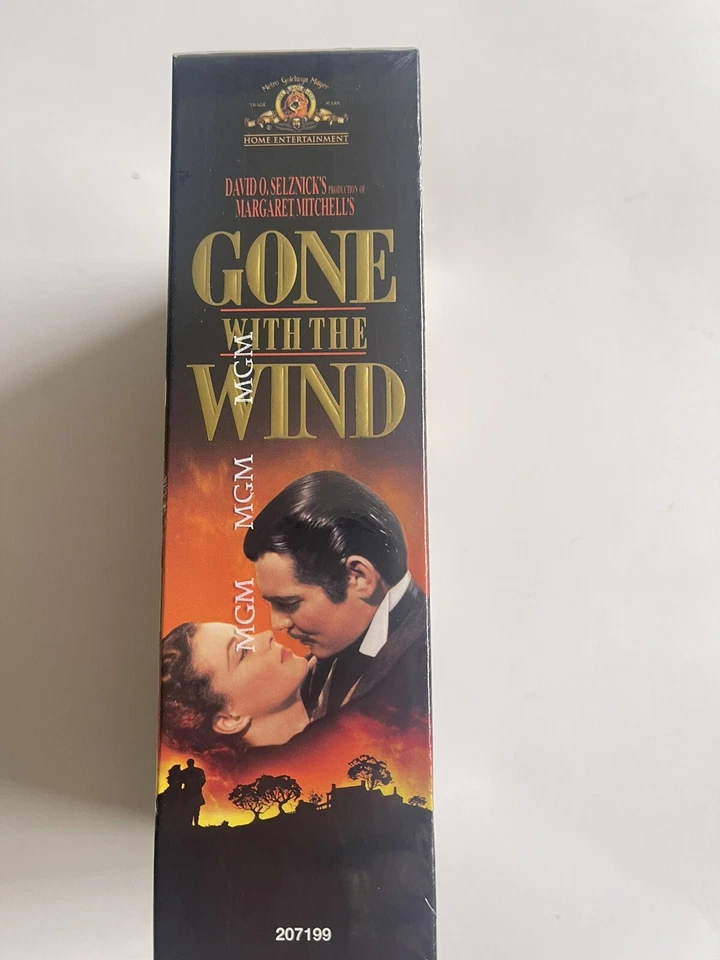 Metro Goldwyn Mayer
TRADE MARK
HOME ENTERTAINMENT
DAVID O. SELZNICK'S PRODUCTION OF
MARGARET MITCHELL'S
GONE
WITH THE
WIND
MGM
MGM
MGM
207199